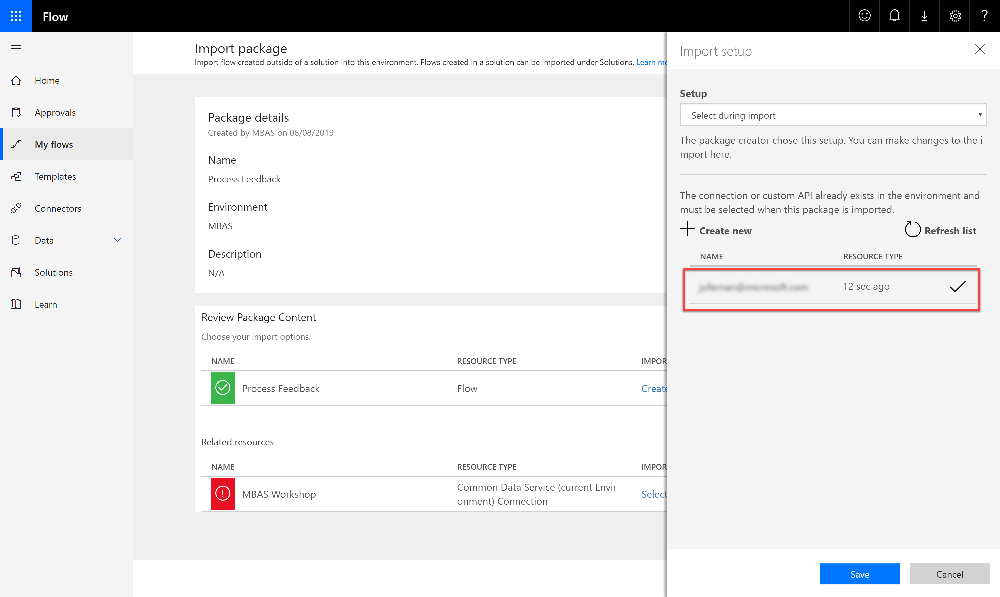 Flow
?
Import package
Import flow created outside of a solution into this environment. Flows created in a solution can be imported under Solutions. Learn mo
Home
Approvals
My flows
Templates
Connectors
Data
Solutions
Learn
Package details
Created by MBAS on 06/08/2019
Name
Process Feedback
Environment
MBAS
Description
N/A
Review Package Content
Choose your import options.
NAME RESOURCE TYPE IMPOR
Process Feedback Flow Create
Related resources
NAME RESOURCE TYPE IMPOR
MBAS Workshop Common Data Service (current Envir
onment) Connection Select
Import setup
Setup
Select during import
The package creator chose this setup. You can make changes to the i
mport here.
The connection or custom API already exists in the environment and
must be selected when this package is imported.
Create new Refresh list
NAME RESOURCE TYPE
12 sec ago
Save Cancel